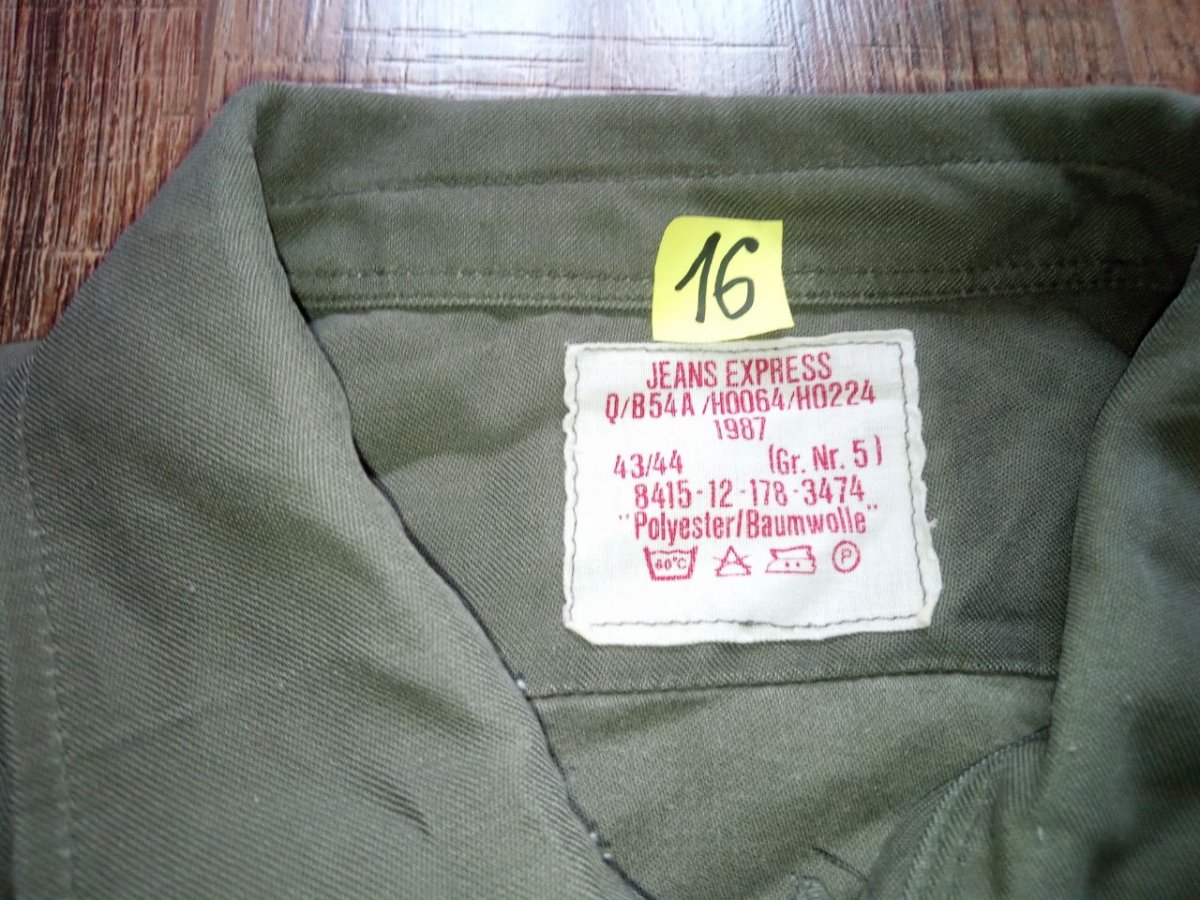 16
JEANS EXPRESS
Q/B54A/H0064/H0224
1987
43/44 (Gr. Nr. 5)
8415-12-178-3474
"Polyester/Baumwolle"
60°C P